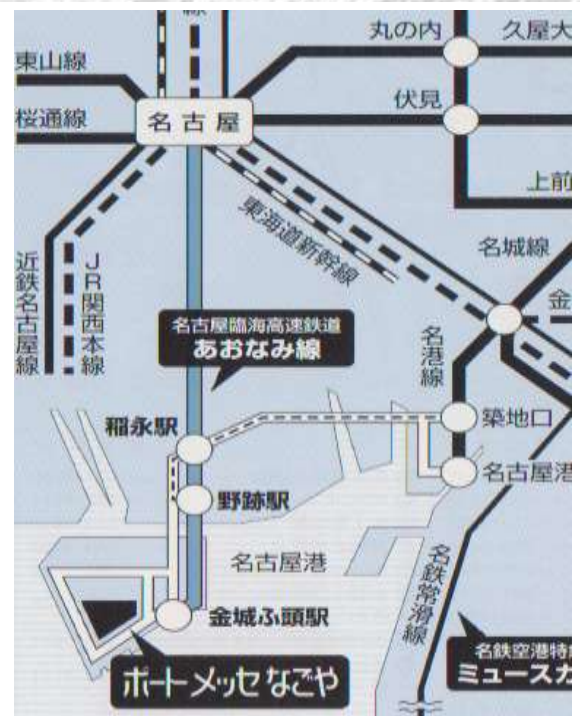 線
丸の内
久屋大
東山線
伏見
桜通線
名古屋
上前
東海道新幹線
名城線
近鉄名古屋線
JR関西本線
金
名古屋臨海高速鉄道
あおなみ線
名港線
稲永駅
築地口
野跡駅
名古屋港
名古屋港
名鉄常滑線
金城ふ頭駅
名鉄空港特
ミュースカ
ポートメッセなごや